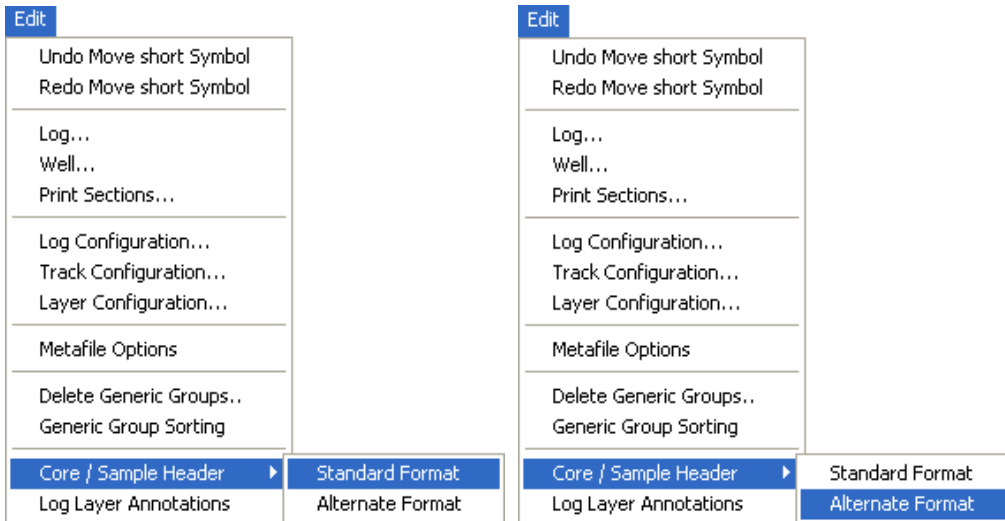 Edit
Undo Move short Symbol
Redo Move short Symbol
Log...
Well...
Print Sections...
Log Configuration...
Track Configuration...
Layer Configuration...
Metafile Options
Delete Generic Groups..
Generic Group Sorting
Core / Sample Header
Standard Format
Log Layer Annotations
Alternate Format
Edit
Undo Move short Symbol
Redo Move short Symbol
Log...
Well...
Print Sections...
Log Configuration...
Track Configuration...
Layer Configuration...
Metafile Options
Delete Generic Groups..
Generic Group Sorting
Core / Sample Header
Standard Format
Log Layer Annotations
Alternate Format